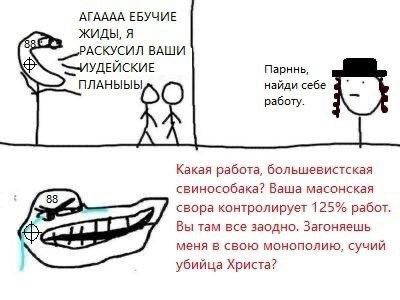 АГАААА ЕБУЧИЕ
ЖИДЫ, Я
РАСКУСИЛ ВАШИ
ИУДЕЙСКИЕ
ПЛАНЫЫЫ
88
Парннь,
найди себе
работу.
88
Какая работа, большевистская
свинособака? Ваша масонская
свора контролирует 125% работ.
Вы там все заодно. Загоняешь
меня в свою монополию, сучий
убийца Христа?